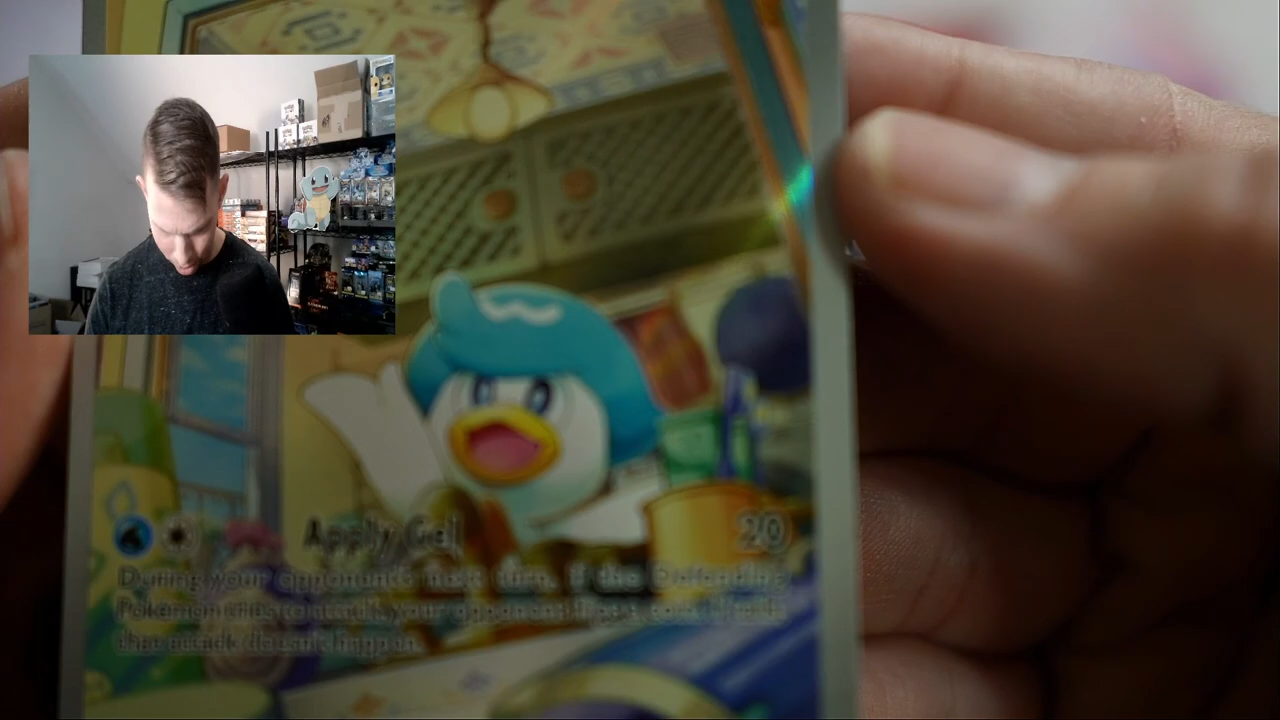 Apply Gel 20
During your opponent's next turn, if the Defending
Pokémon tries to attack, your opponent flips a coin. If tails,
that attack doesn't happen.